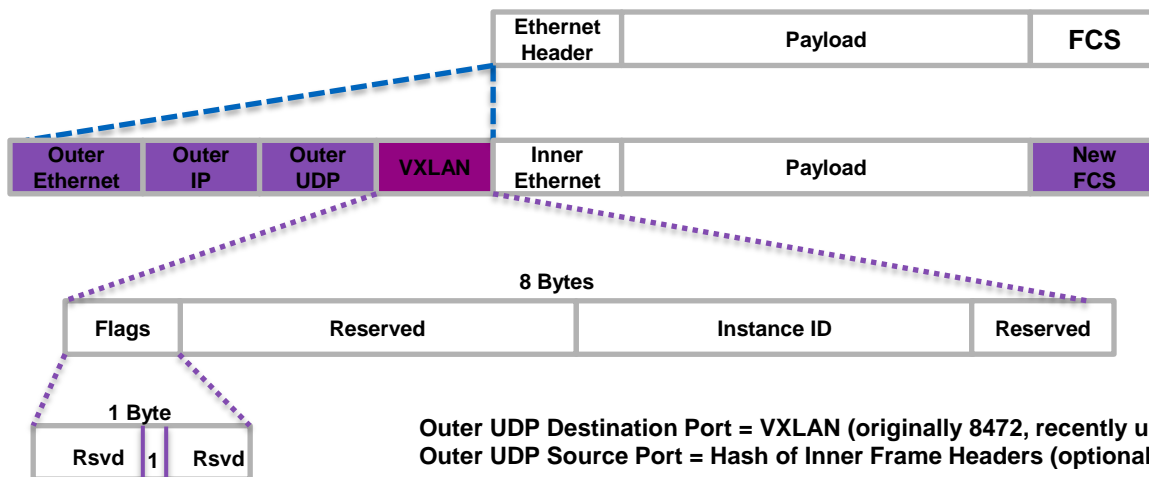 Ethernet Header
Payload
FCS
Outer Ethernet
Outer IP
Outer UDP
VXLAN
Inner Ethernet
Payload
New FCS
8 Bytes
Flags
Reserved
Instance ID
Reserved
1 Byte
Rsvd
1
Rsvd
Outer UDP Destination Port = VXLAN (originally 8472, recently
Outer UDP Source Port = Hash of Inner Frame Headers (optional